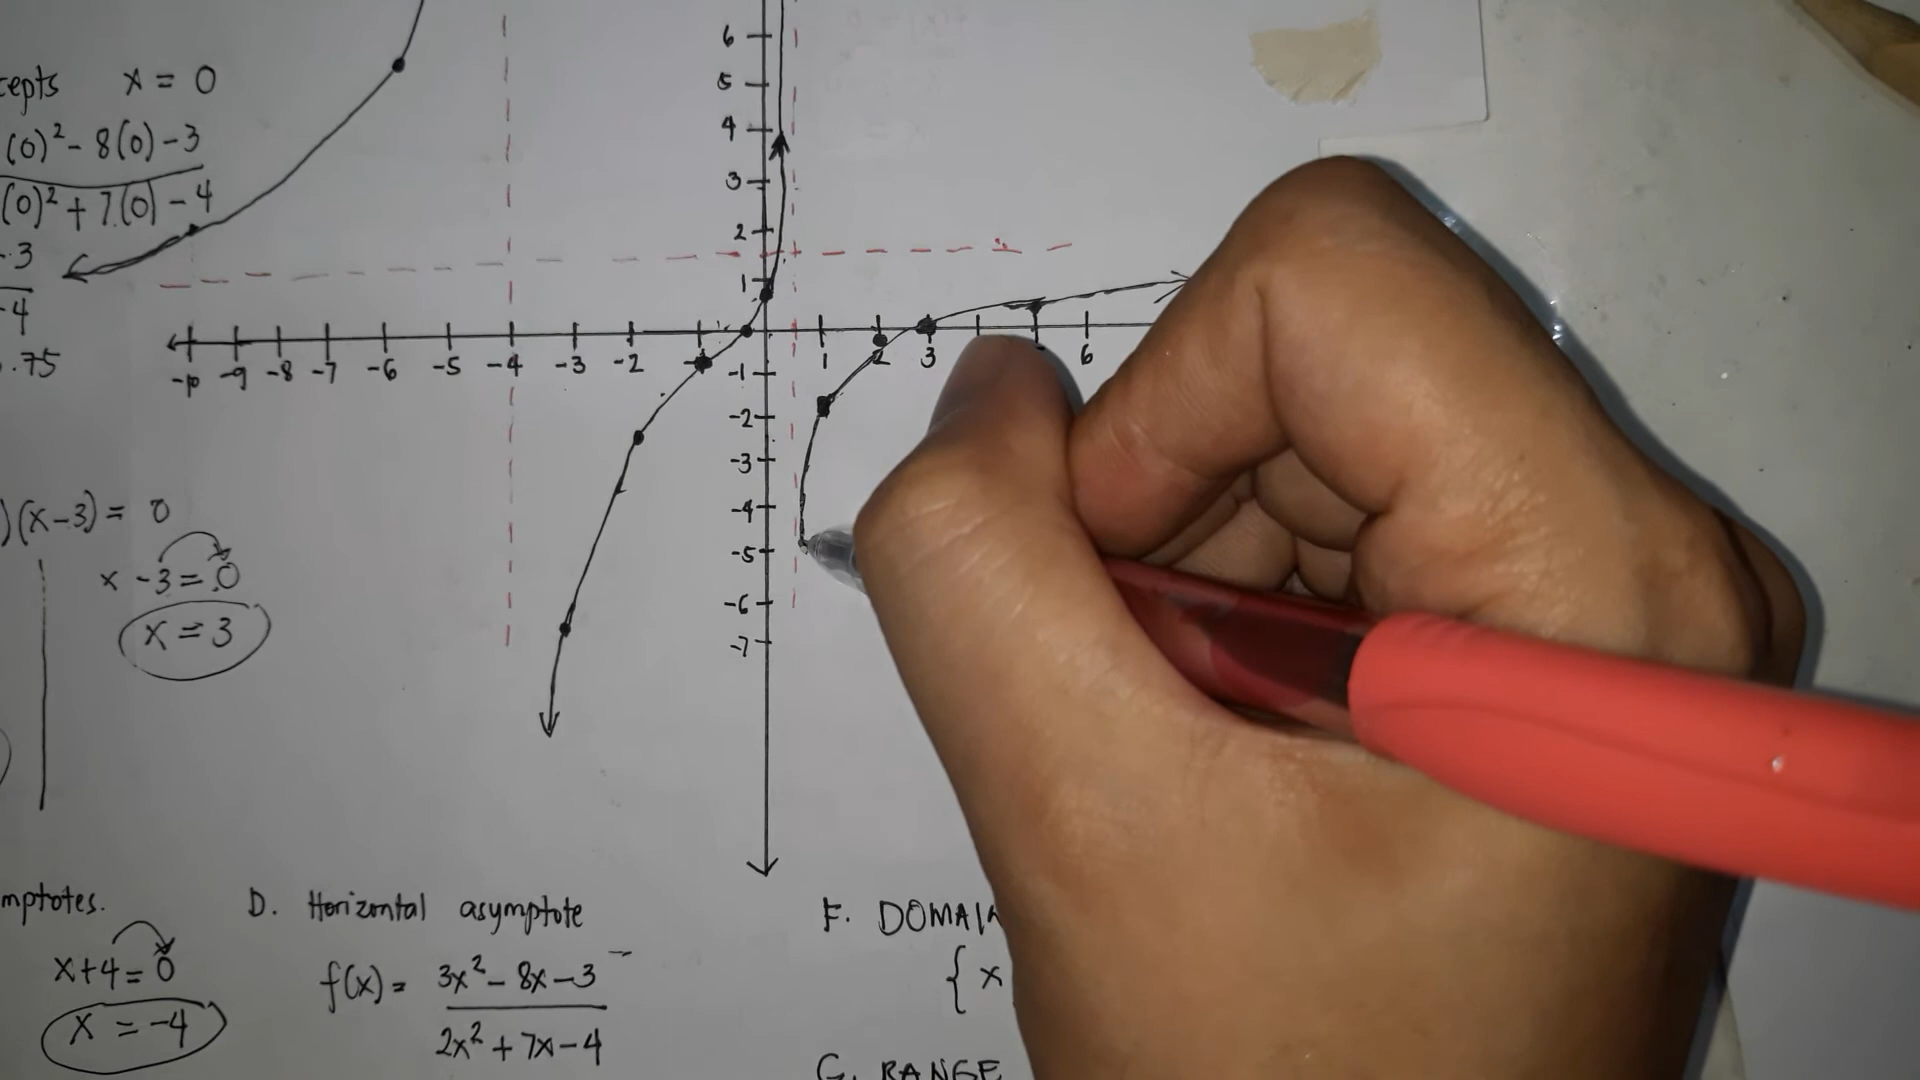 cepts x = 0
(0)² - 8(0) - 3
(0)² + 7(0) - 4
-3
-4
.75
)(x-3) = 0
x - 3 = 0
x = 3
6
5
4
3
2
1
-10 -9 -8 -7 -6 -5 -4 -3 -2 1 2 3 6
-1
-2
-3
-4
-5
-6
-7
mptotes.
x+4 = 0
x = -4
D. Horizontal asymptote
f(x) = 3x² - 8x - 3
2x² + 7x - 4
F. DOMAIN
{ x
G. RANGE